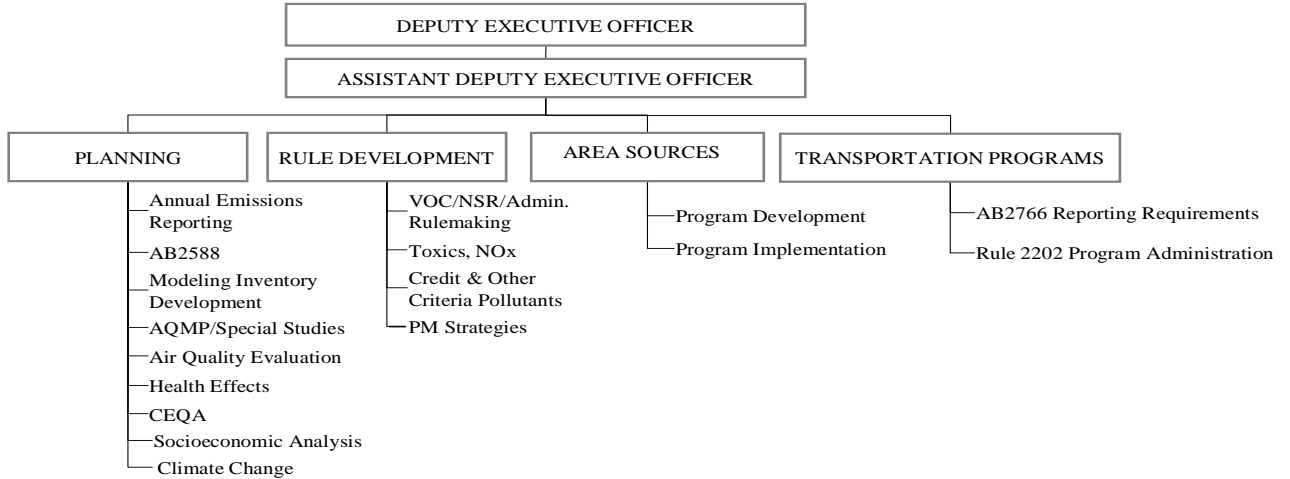 DEPUTY EXECUTIVE OFFICER
ASSISTANT DEPUTY EXECUTIVE OFFICER
PLANNING
Annual Emissions
Reporting
AB2588
Modeling Inventory
Development
AQMP/Special Studies
Air Quality Evaluation
Health Effects
CEQA
Socioeconomic Analysis
Climate Change
RULE DEVELOPMENT
VOC/NSR/Admin.
Rulemaking
Toxics, NOx
Credit & Other
Criteria Pollutants
PM Strategies
AREA SOURCES
Program Development
Program Implementation
TRANSPORTATION PROGRAMS
AB2766 Reporting Requirements
Rule 2202 Program Administration